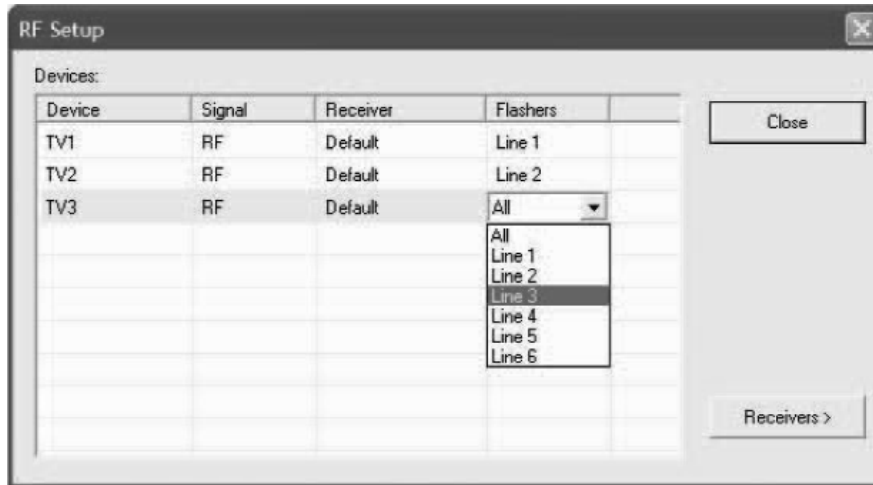 RF Setup
Devices:
Device Signal Receiver Flashers
Close
TV1 RF Default Line 1
TV2 RF Default Line 2
TV3 RF Default All
All
Line 1
Line 2
Line 3
Line 4
Line 5
Line 6
Receivers >